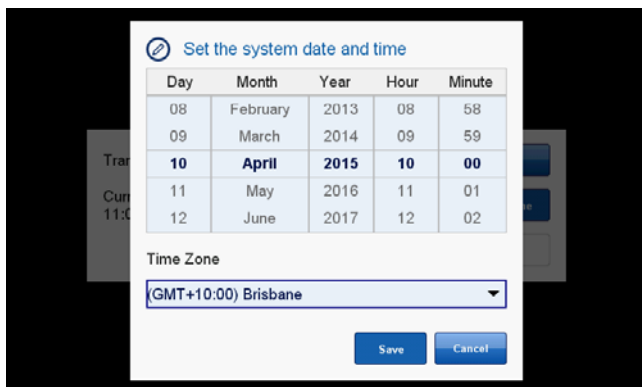 Set the system date and time
Day Month Year Hour Minute
08 February 2013 08 58
09 March 2014 09 59
10 April 2015 10 00
11 May 2016 11 01
12 June 2017 12 02
Time Zone
(GMT+10:00) Brisbane
Save Cancel